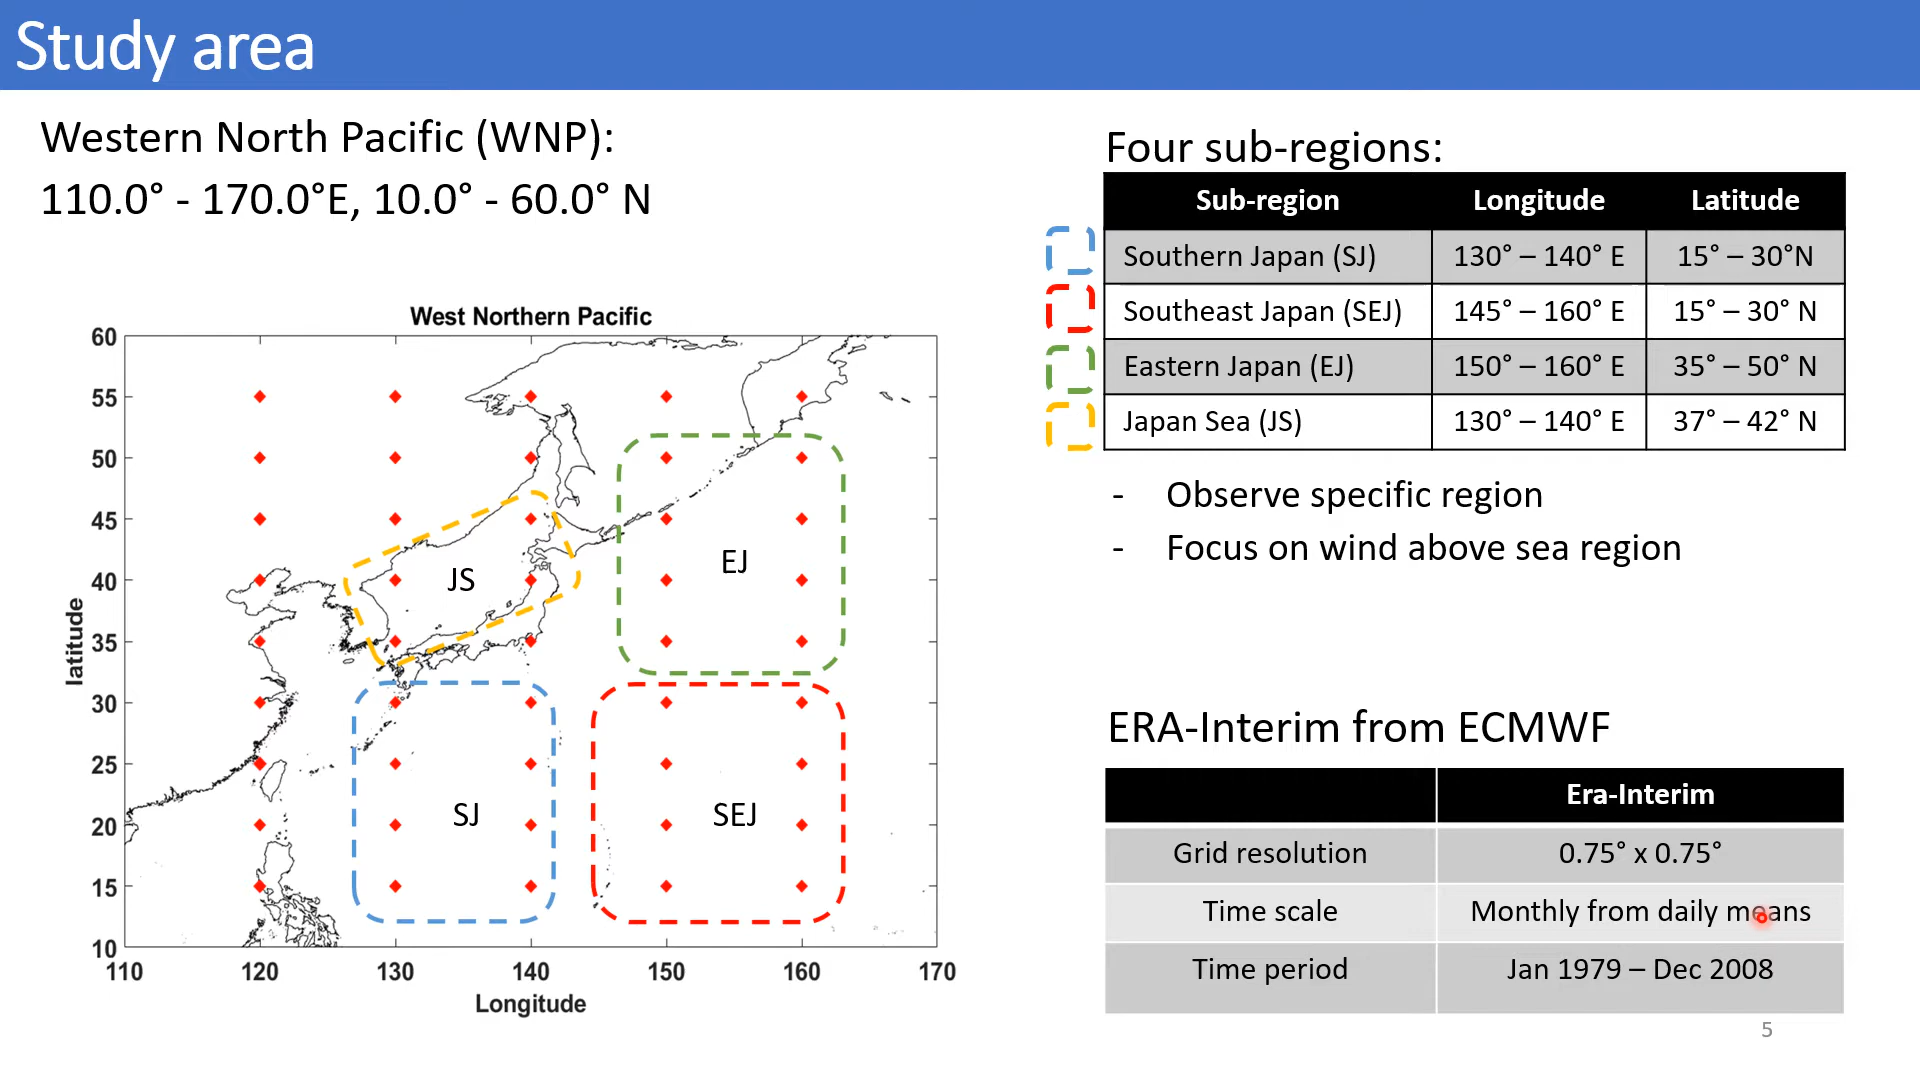 Study area
Western North Pacific (WNP):
110.0° - 170.0°E, 10.0° - 60.0° N
West Northern Pacific
60
55
50
45
40
35
30
25
20
15
10
latitude
JS
EJ
SJ
SEJ
110 120 130 140 150 160 170
Longitude
Four sub-regions:
Sub-region Longitude Latitude
Southern Japan (SJ) 130° – 140° E 15° – 30°N
Southeast Japan (SEJ) 145° – 160° E 15° – 30° N
Eastern Japan (EJ) 150° – 160° E 35° – 50° N
Japan Sea (JS) 130° – 140° E 37° – 42° N
- Observe specific region
- Focus on wind above sea region
ERA-Interim from ECMWF
Era-Interim
Grid resolution 0.75° x 0.75°
Time scale Monthly from daily means
Time period Jan 1979 – Dec 2008
5